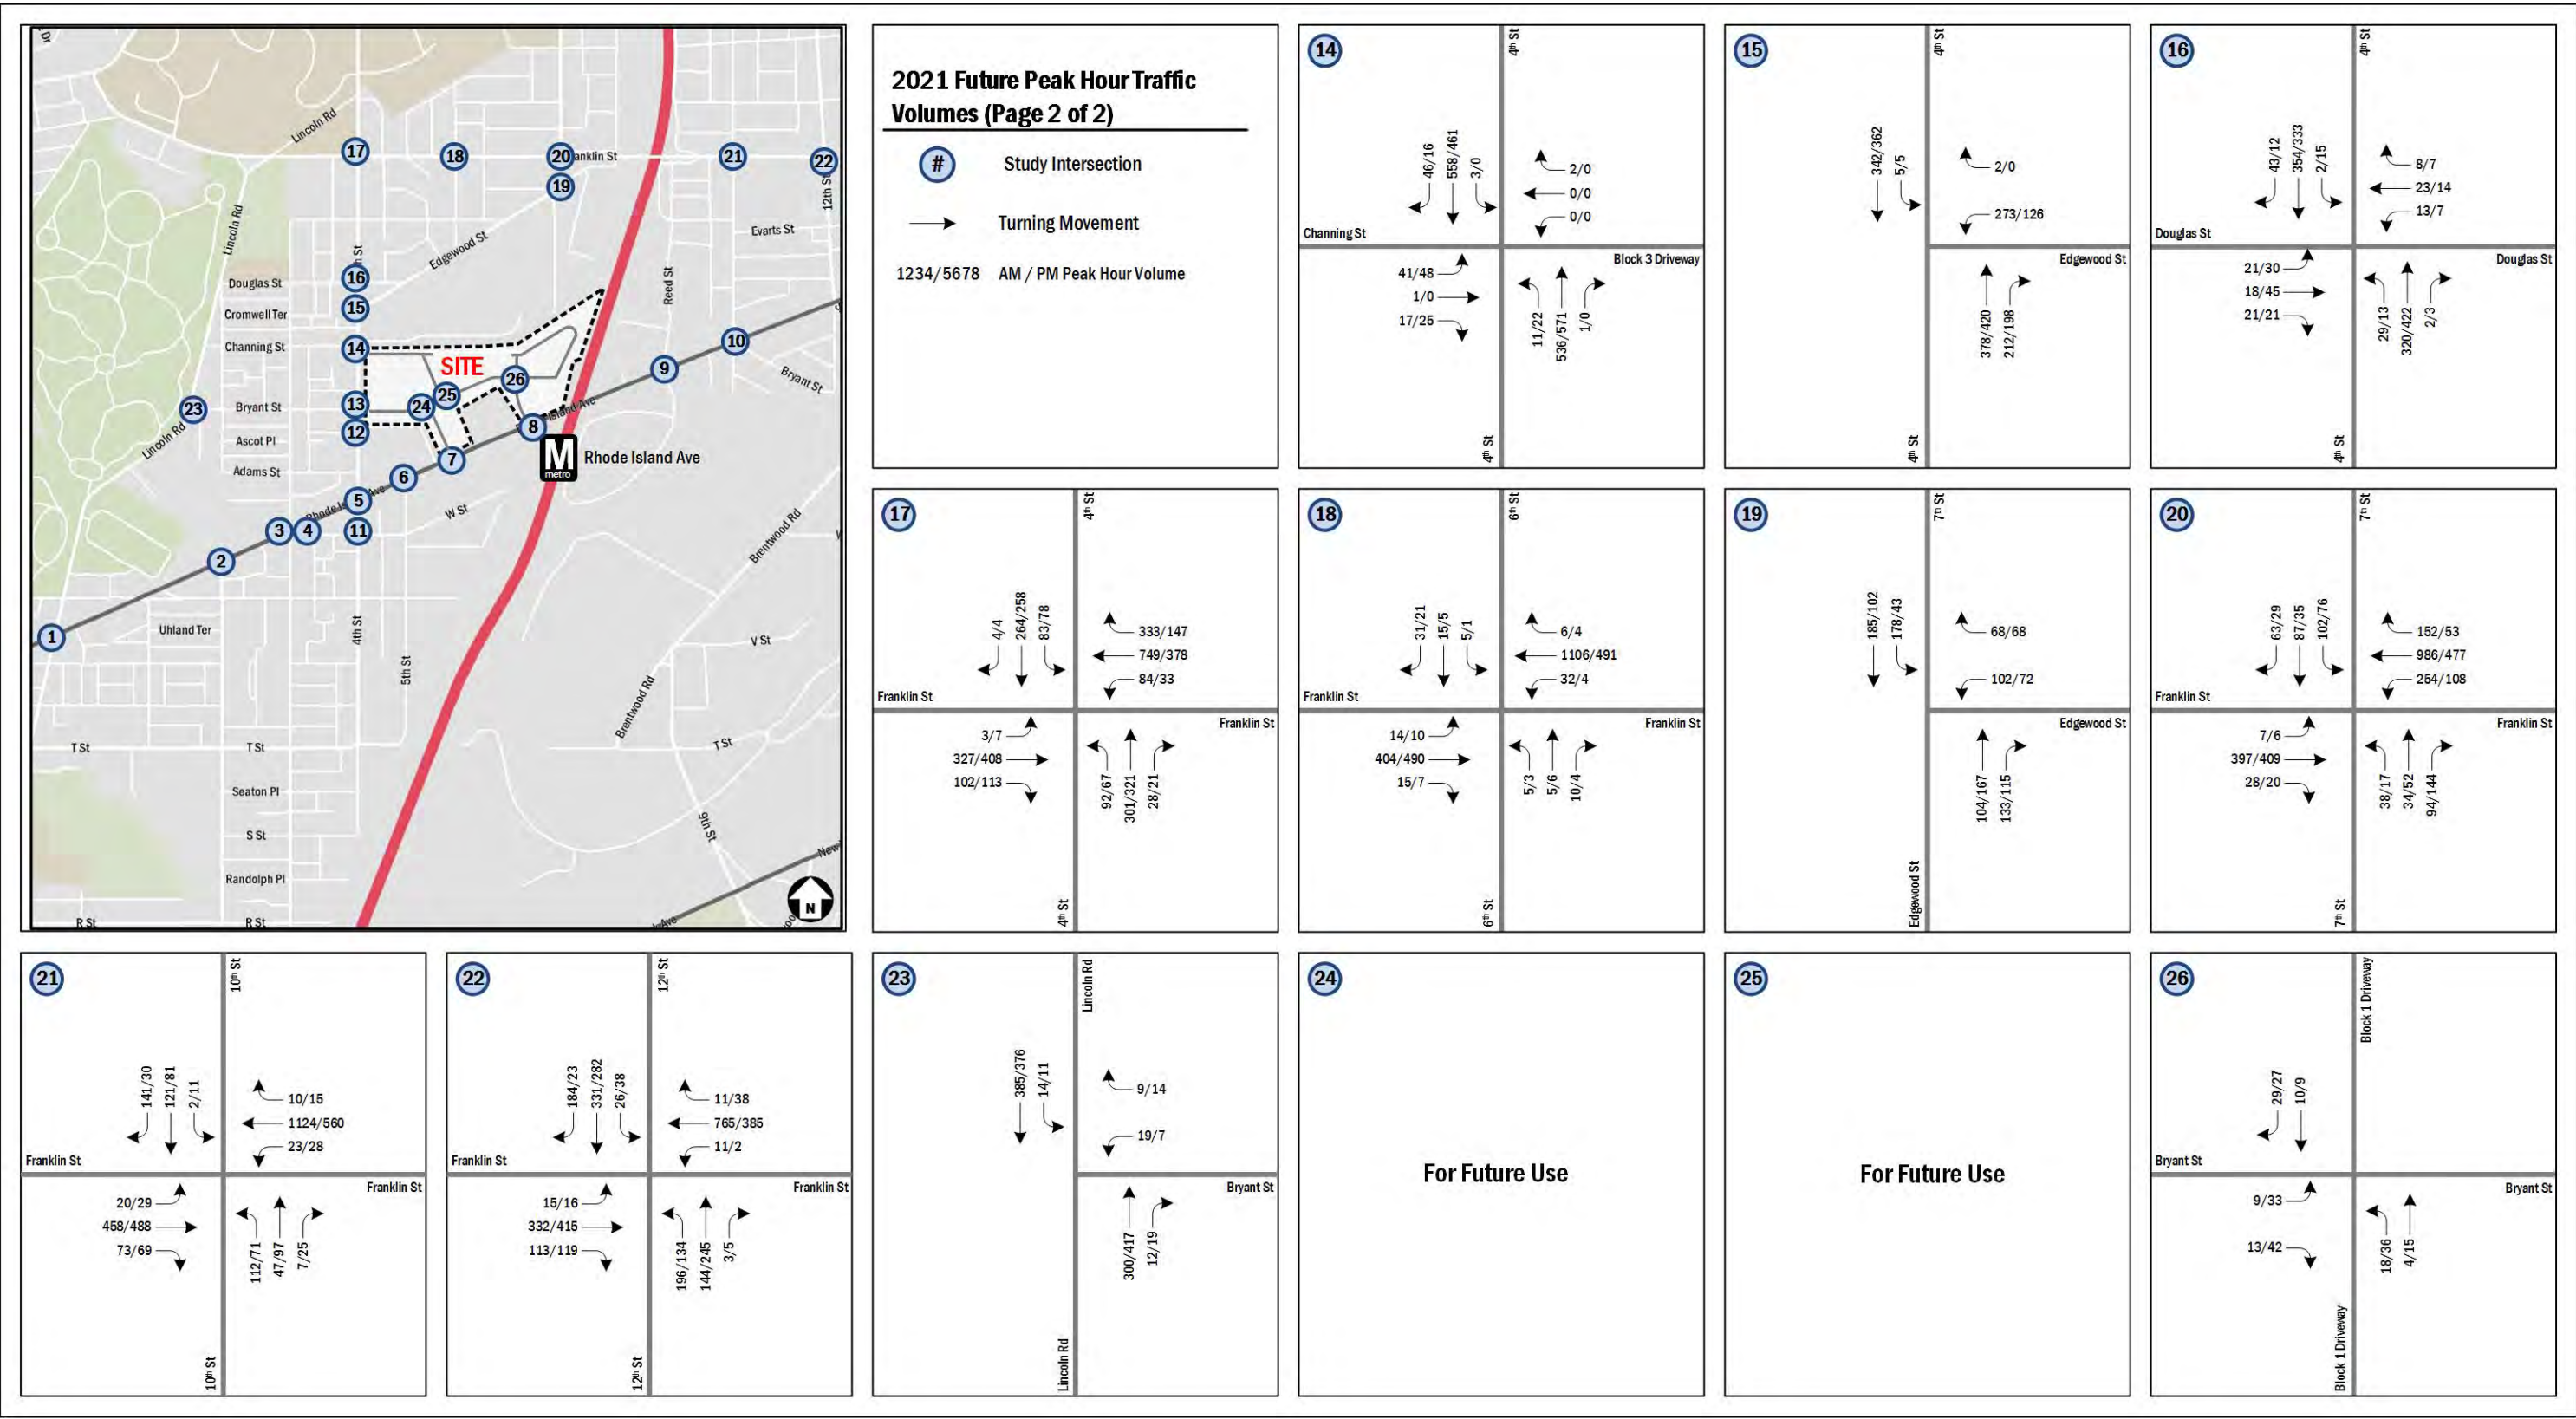 2021 Future Peak Hour Traffic
Volumes (Page 2 of 2)
#
Study Intersection
Turning Movement
1234/5678 AM / PM Peak Hour Volume
Lincoln Rd
17
18
20
anklin St
21
22
19
12th St
Lincoln Rd
Edgewood St
Evarts St
Reed St
Douglas St
16
Cromwell Ter
15
Channing St
14
SITE
10
9
26
25
Bryant St
23
Bryant St
13
24
Island Ave
8
Lincoln Rd
Ascot Pl
12
M
metro
Rhode Island Ave
Adams St
7
6
5
3
4
11
W St
2
Brentwood Rd
1
Uhland Ter
4th St
5th St
V St
Brentwood Rd
T St
T St
T St
Seaton Pl
9th St
S St
New
Randolph Pl
N
R St
R St
Ave
14
4th St
46/16
558/461
3/0
2/0
0/0
0/0
Channing St
Block 3 Driveway
41/48
1/0
17/25
11/22
536/571
1/0
4th St
15
4th St
342/362
5/5
2/0
273/126
Edgewood St
378/420
212/198
4th St
16
4th St
43/12
354/333
2/15
8/7
23/14
13/7
Douglas St
Douglas St
21/30
18/45
21/21
29/13
320/422
2/3
4th St
17
4th St
4/4
264/258
83/78
333/147
749/378
84/33
Franklin St
Franklin St
3/7
327/408
102/113
92/67
301/321
28/21
4th St
18
6th St
31/21
15/5
5/1
6/4
1106/491
32/4
Franklin St
Franklin St
14/10
404/490
15/7
5/3
5/6
10/4
6th St
19
7th St
185/102
178/43
68/68
102/72
Edgewood St
104/167
133/115
Edgewood St
20
7th St
63/29
87/35
102/76
152/53
986/477
254/108
Franklin St
Franklin St
7/6
397/409
28/20
38/17
34/52
94/144
7th St
21
10th St
141/30
121/81
2/11
10/15
1124/560
23/28
Franklin St
Franklin St
20/29
458/488
73/69
112/71
47/97
7/25
10th St
22
12th St
184/23
331/282
26/38
11/38
765/385
11/2
Franklin St
Franklin St
15/16
332/415
113/119
196/134
144/245
3/5
12th St
23
Lincoln Rd
385/376
14/11
9/14
19/7
Bryant St
300/417
12/19
Lincoln Rd
24
For Future Use
25
For Future Use
26
Block 1 Driveway
29/27
10/9
Bryant St
Bryant St
9/33
13/42
18/36
4/15
Block 1 Driveway